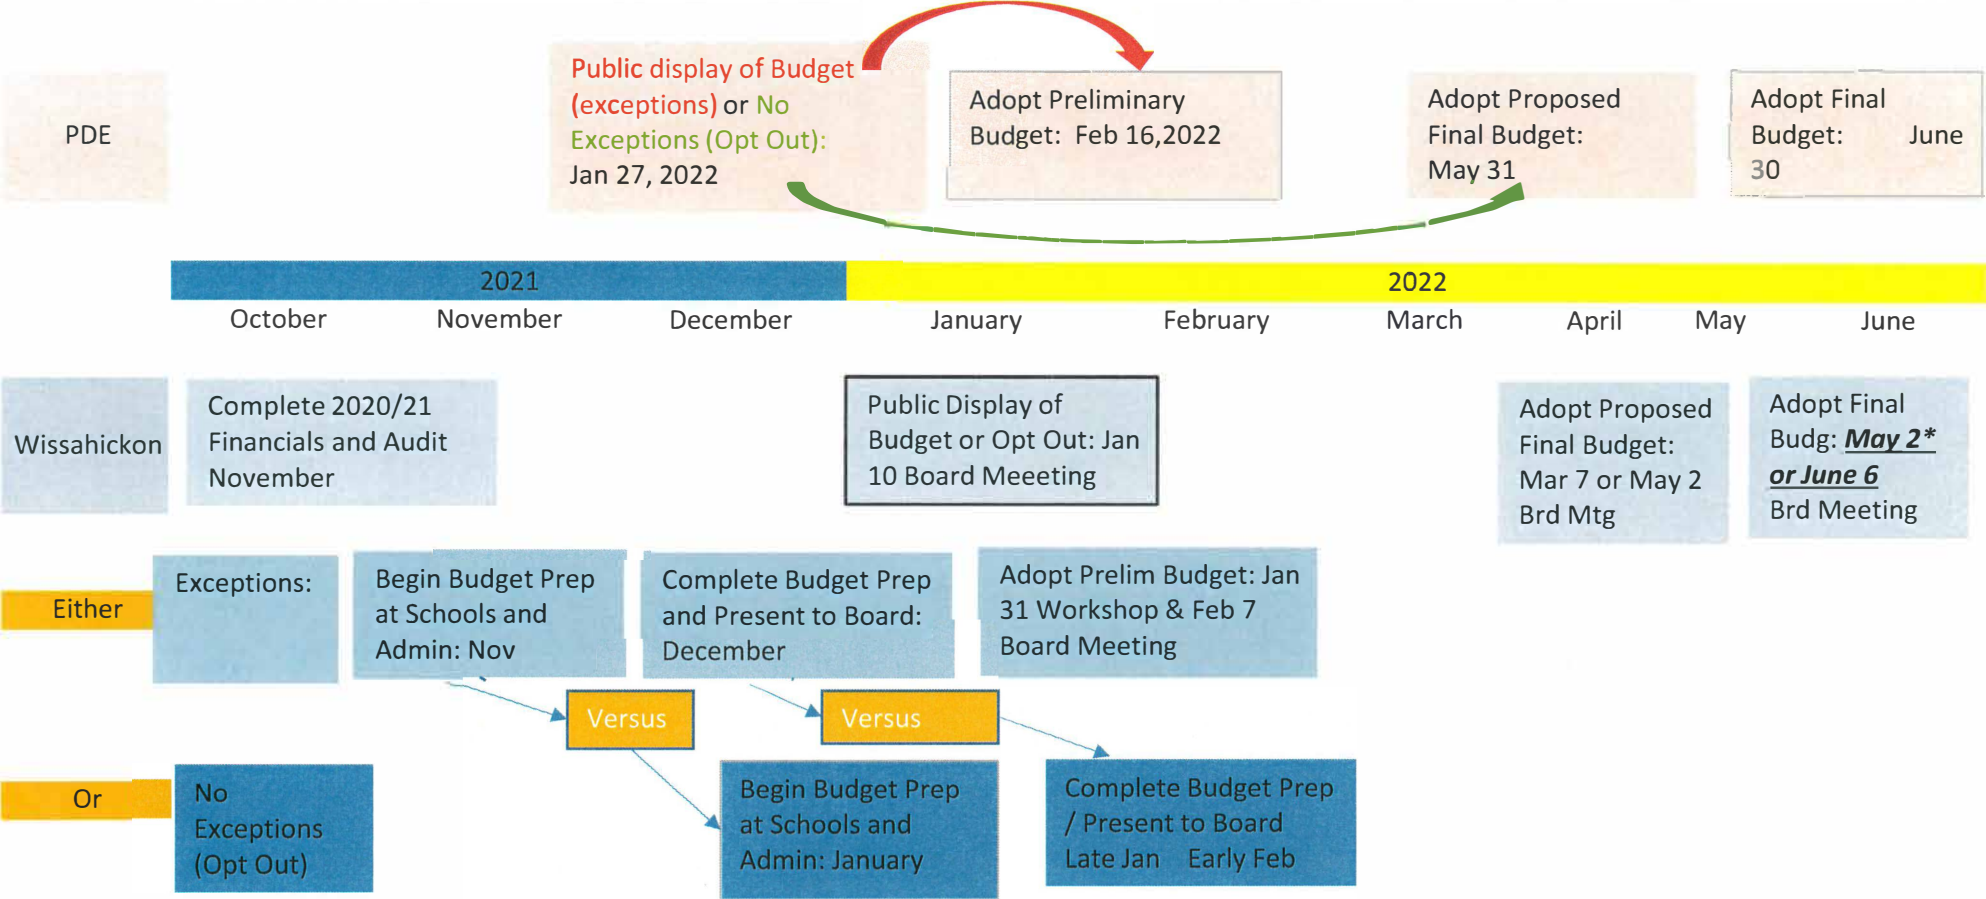 PDE
Public display of Budget
(exceptions) or No
Exceptions (Opt Out):
Jan 27, 2022
Adopt Preliminary
Budget: Feb 16,2022
Adopt Proposed
Final Budget:
May 31
Adopt Final
Budget: June
30
2021
2022
October
November
December
January
February
March
April
May
June
Wissahickon
Complete 2020/21
Financials and Audit
November
Public Display of
Budget or Opt Out: Jan
10 Board Meeeting
Adopt Proposed
Final Budget:
Mar 7 or May 2
Brd Mtg
Adopt Final
Budg: May 2*
or June 6
Brd Meeting
Either
Exceptions:
Begin Budget Prep
at Schools and
Admin: Nov
Complete Budget Prep
and Present to Board:
December
Adopt Prelim Budget: Jan
31 Workshop & Feb 7
Board Meeting
Versus
Versus
Or
No
Exceptions
(Opt Out)
Begin Budget Prep
at Schools and
Admin: January
Complete Budget Prep
/ Present to Board
Late Jan Early Feb